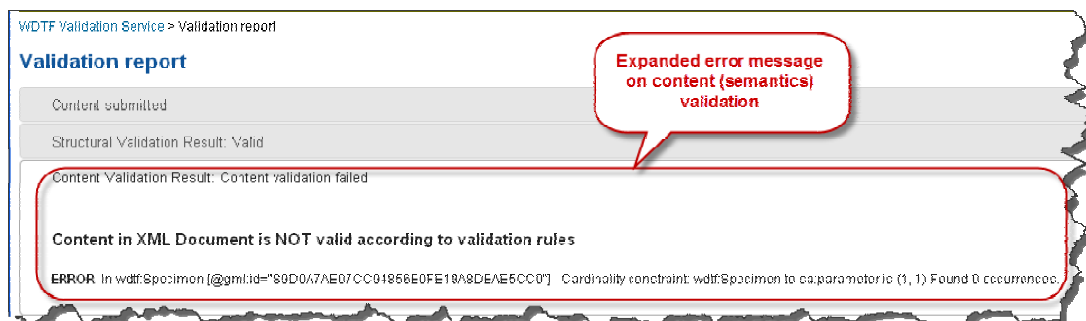 WDTF Validation Service > Validation report
Validation report
Expanded error message
on content (semantics)
validation
Content submitted
Structural Validation Result: Valid
Content Validation Result: Content validation failed
Content in XML Document is NOT valid according to validation rules
ERROR In wdtf:Specimen [@gml:id=" "] Cardinality constraint: wdtf:Specimen to sa:parameter is (1, 1) Found 0 occurrences.